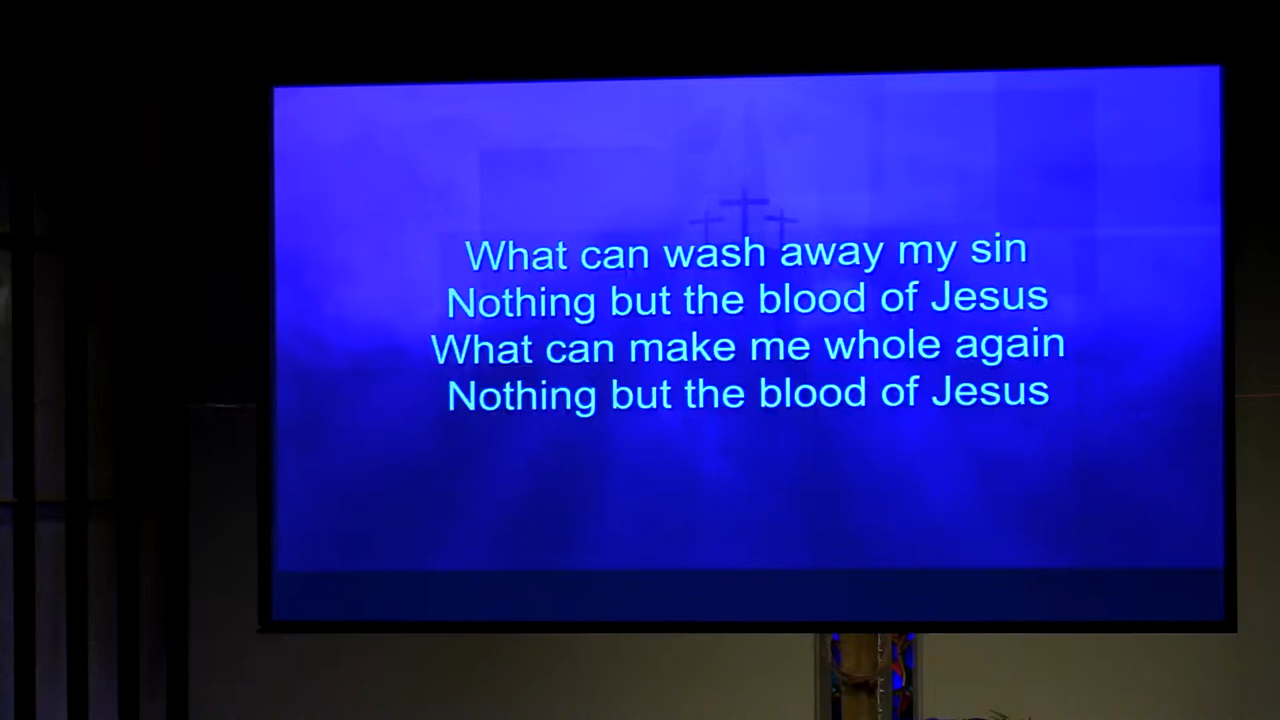 What can wash away my sin
Nothing but the blood of Jesus
What can make me whole again
Nothing but the blood of Jesus